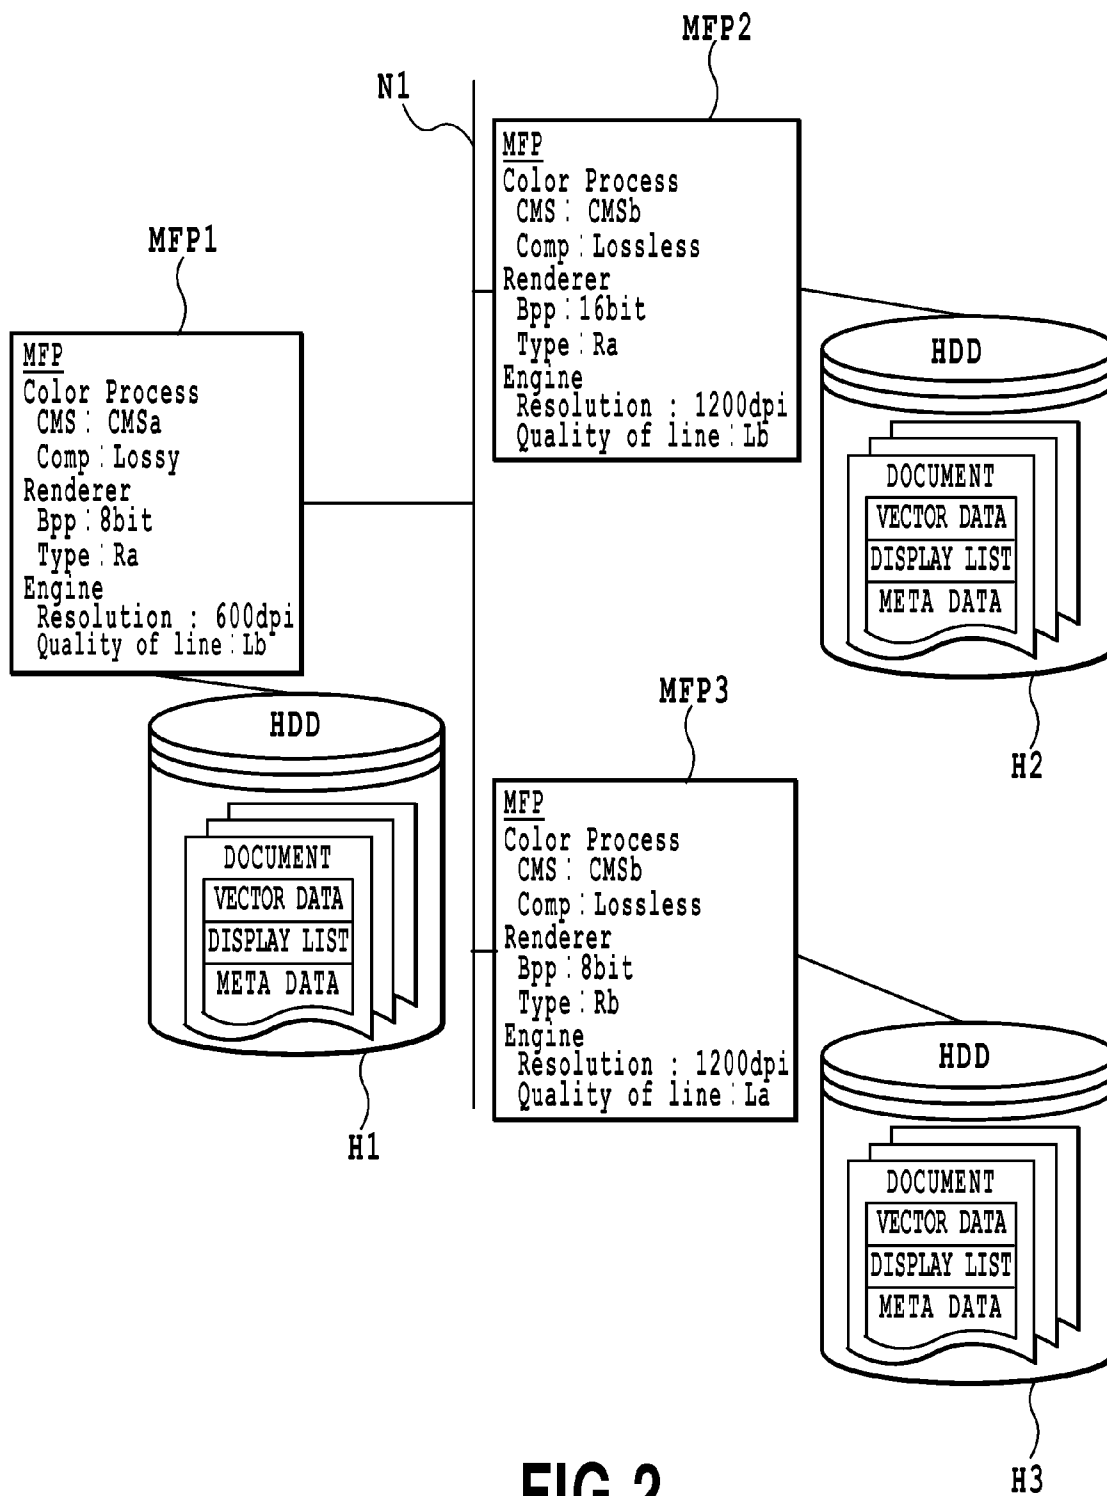 MFP2
N1
MFP
Color Process
CMS : CMSb
Comp : Lossless
Renderer
Bpp : 16bit
Type : Ra
Engine
Resolution : 1200dpi
Quality of line : Lb
HDD
DOCUMENT
VECTOR DATA
DISPLAY LIST
META DATA
H2
MFP1
MFP
Color Process
CMS : CMSa
Comp : Lossy
Renderer
Bpp : 8bit
Type : Ra
Engine
Resolution : 600dpi
Quality of line : Lb
HDD
DOCUMENT
VECTOR DATA
DISPLAY LIST
META DATA
H1
MFP3
MFP
Color Process
CMS : CMSb
Comp : Lossless
Renderer
Bpp : 8bit
Type : Rb
Engine
Resolution : 1200dpi
Quality of line : La
HDD
DOCUMENT
VECTOR DATA
DISPLAY LIST
META DATA
H3
FIG.2